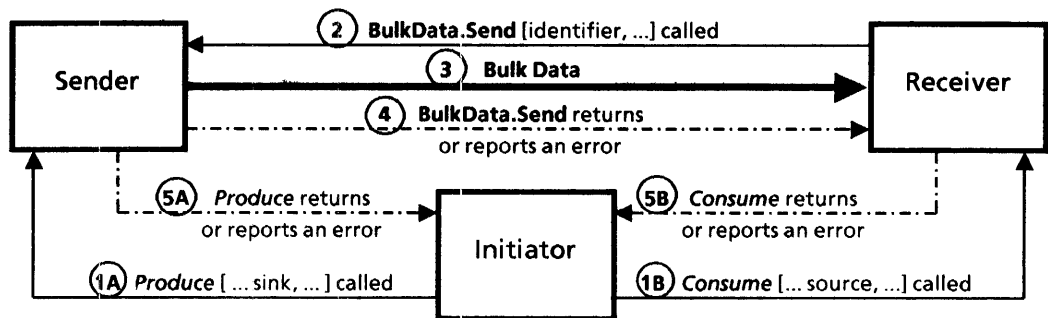 2 BulkData.Send [identifier, ...] called
Sender
3 Bulk Data
Receiver
4 BulkData.Send returns
or reports an error
5A Produce returns
or reports an error
5B Consume returns
or reports an error
Initiator
1A Produce [ ... sink, ... ] called
1B Consume [... source, ...] called